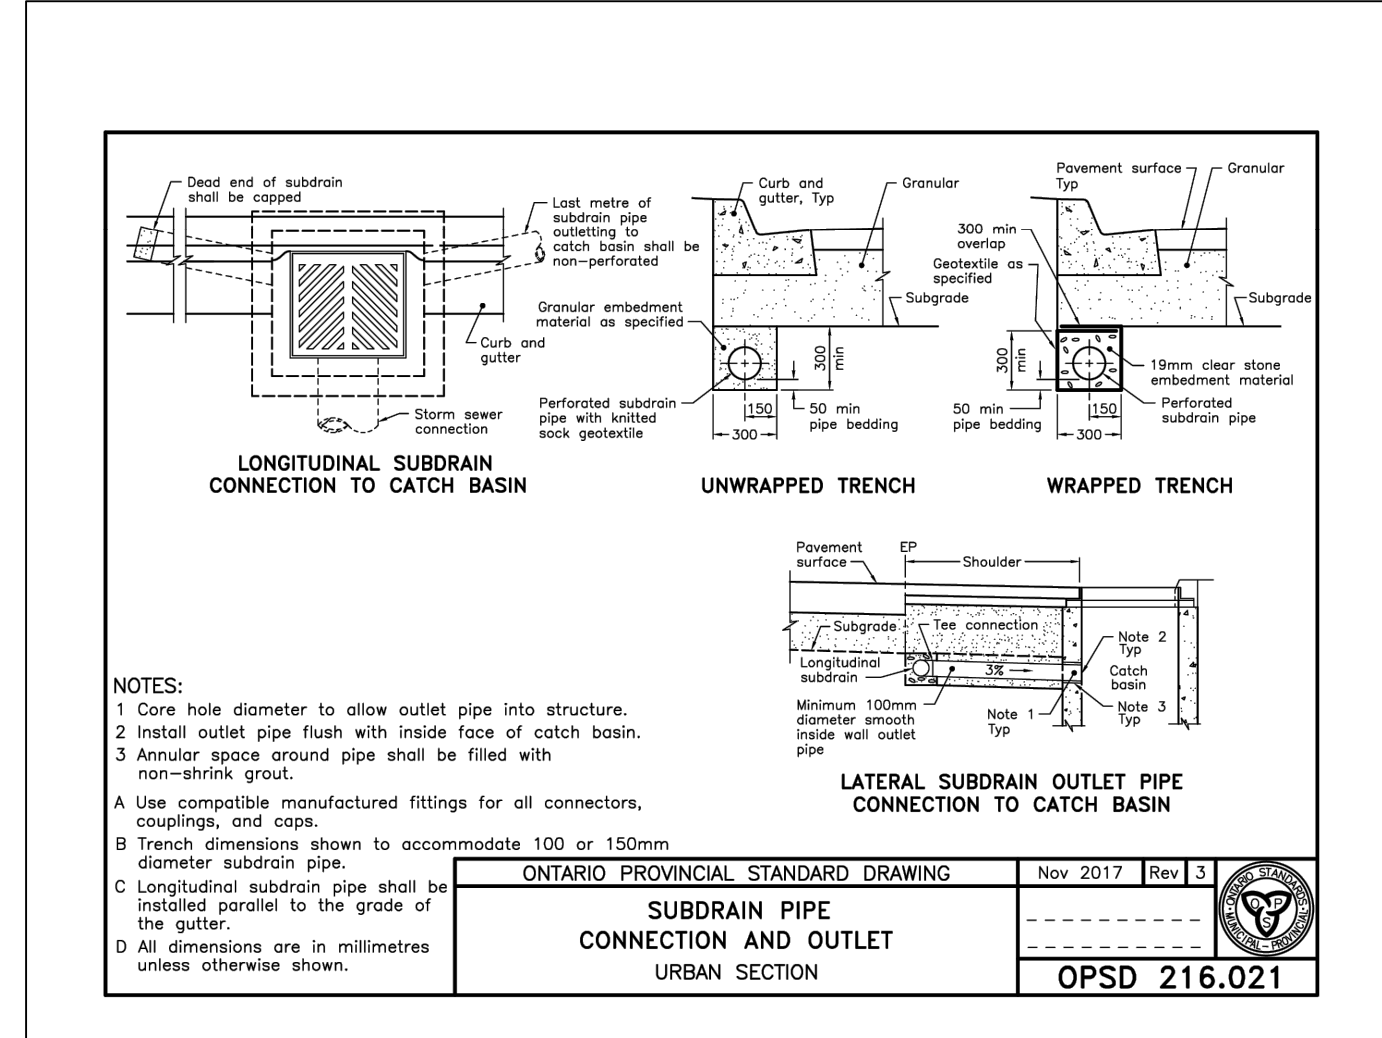 Dead end of subdrain
shall be capped
Last metre of
subdrain pipe
outletting to
catch basin shall be
non-perforated
Granular embedment
material as specified
Curb and
gutter
Storm sewer
connection
Perforated subdrain
pipe with knitted
sock geotextile
LONGITUDINAL SUBDRAIN
CONNECTION TO CATCH BASIN
Curb and
gutter, Typ
Granular
Subgrade
300
min
150
300
50 min
pipe bedding
UNWRAPPED TRENCH
Pavement surface
Typ
Granular
300 min
overlap
Geotextile as
specified
Subgrade
300
min
19mm clear stone
embedment material
50 min
pipe bedding
150
300
Perforated
subdrain pipe
WRAPPED TRENCH
Pavement
surface
EP
Shoulder
Subgrade
Tee connection
Note 2
Typ
Longitudinal
subdrain
3%
Catch
basin
Minimum 100mm
diameter smooth
inside wall outlet
pipe
Note 1
Typ
Note 3
Typ
LATERAL SUBDRAIN OUTLET PIPE
CONNECTION TO CATCH BASIN
NOTES:
1 Core hole diameter to allow outlet pipe into structure.
2 Install outlet pipe flush with inside face of catch basin.
3 Annular space around pipe shall be filled with
non-shrink grout.
A Use compatible manufactured fittings for all connectors,
couplings, and caps.
B Trench dimensions shown to accommodate 100 or 150mm
diameter subdrain pipe.
C Longitudinal subdrain pipe shall be
installed parallel to the grade of
the gutter.
D All dimensions are in millimetres
unless otherwise shown.
ONTARIO PROVINCIAL STANDARD DRAWING
Nov 2017
Rev
3
SUBDRAIN PIPE
CONNECTION AND OUTLET
URBAN SECTION
OPSD 216.021
ONTARIO STANDARDS
MUNICIPAL-PROVINCIAL
O P
S